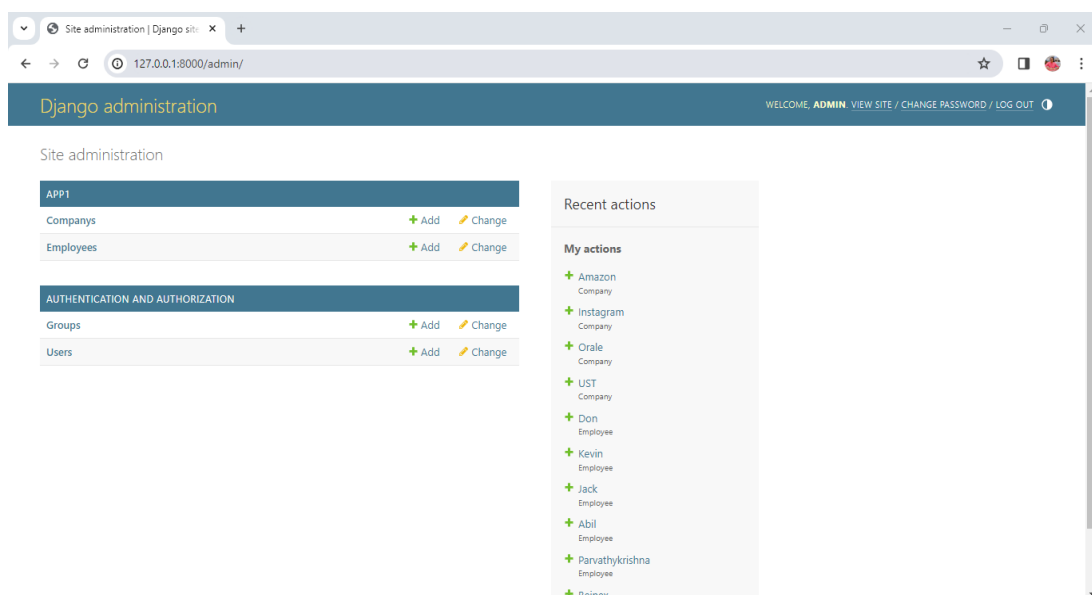 Site administration | Django site
127.0.0.1:8000/admin/
Django administration
WELCOME, ADMIN. VIEW SITE / CHANGE PASSWORD / LOG OUT
Site administration
APP1
Companys Add Change
Employees Add Change
AUTHENTICATION AND AUTHORIZATION
Groups Add Change
Users Add Change
Recent actions
My actions
Amazon
Company
Instagram
Company
Orale
Company
UST
Company
Don
Employee
Kevin
Employee
Jack
Employee
Abil
Employee
Parvathykrishna
Employee